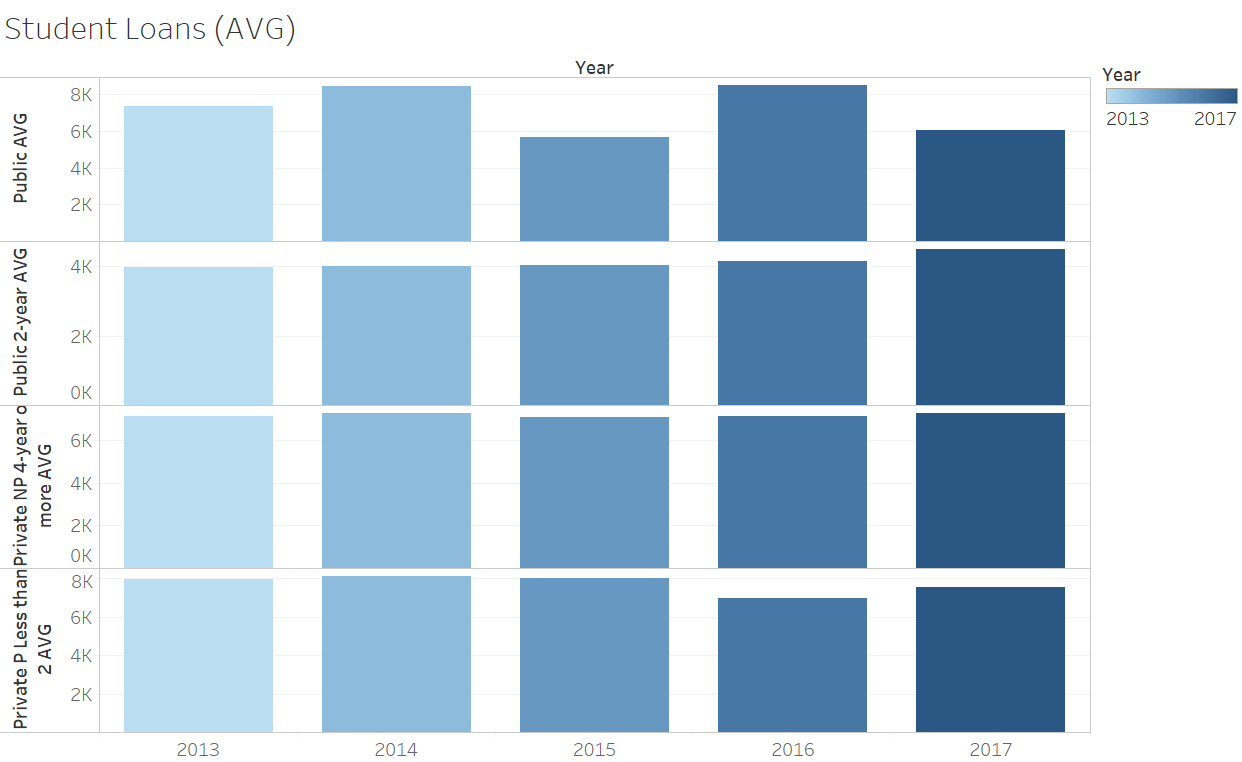 Student Loans (AVG)
Year
Year
2013 2017
Public AVG
8K
6K
4K
2K
Public 2-year AVG
4K
2K
0K
Private NP 4-year o
more AVG
6K
4K
2K
0K
Private P Less than
2 AVG
8K
6K
4K
2K
2013 2014 2015 2016 2017